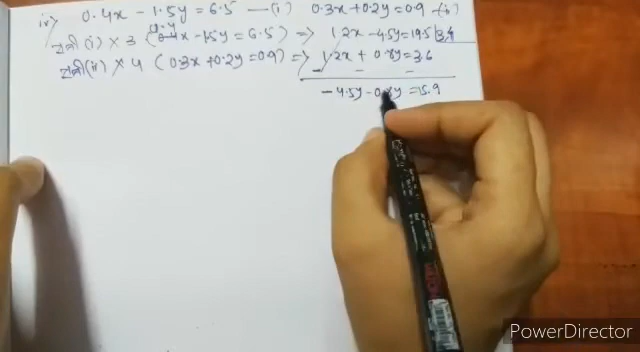 iv> 0.4x - 1.5y = 6.5 — (i) 0.3x + 0.2y = 0.9 - (ii)
0.4
(i) × 3 (0.4x - 1.5y = 6.5) => 1.2x - 4.5y = 19.5
(ii) × 4 (0.3x + 0.2y = 0.9) => 1.2x + 0.8y = 3.6
- - -
- 4.5y - 0.8y = 15.9
PowerDirector